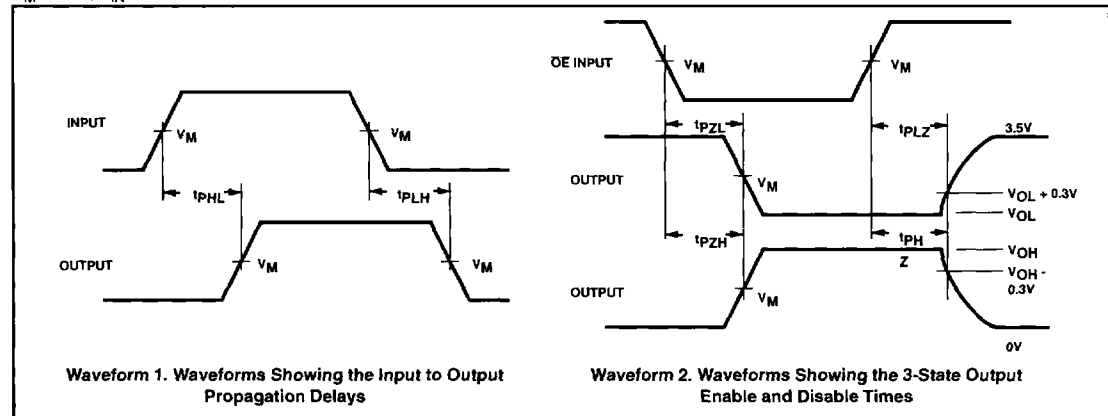 M IN
INPUT
VM
VM
tPHL
tPLH
OUTPUT
VM
VM
Waveform 1. Waveforms Showing the Input to Output
Propagation Delays
OE INPUT
VM
VM
tPZL
tPLZ
3.5V
OUTPUT
VM
VOL + 0.3V
VOL
tPZH
tPH
Z
VOH
VOH -
0.3V
OUTPUT
VM
0V
Waveform 2. Waveforms Showing the 3-State Output
Enable and Disable Times